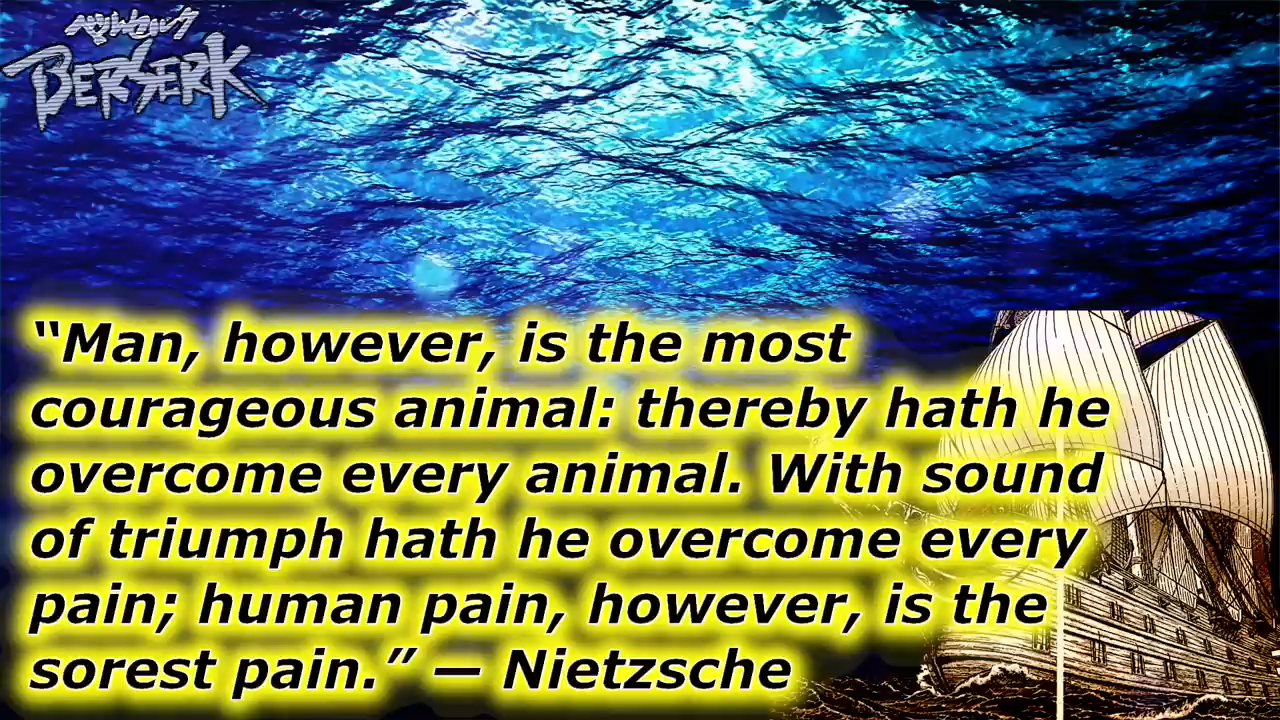 BERSERK
“Man, however, is the most
courageous animal: thereby hath he
overcome every animal. With sound
of triumph hath he overcome every
pain; human pain, however, is the
sorest pain.” — Nietzsche